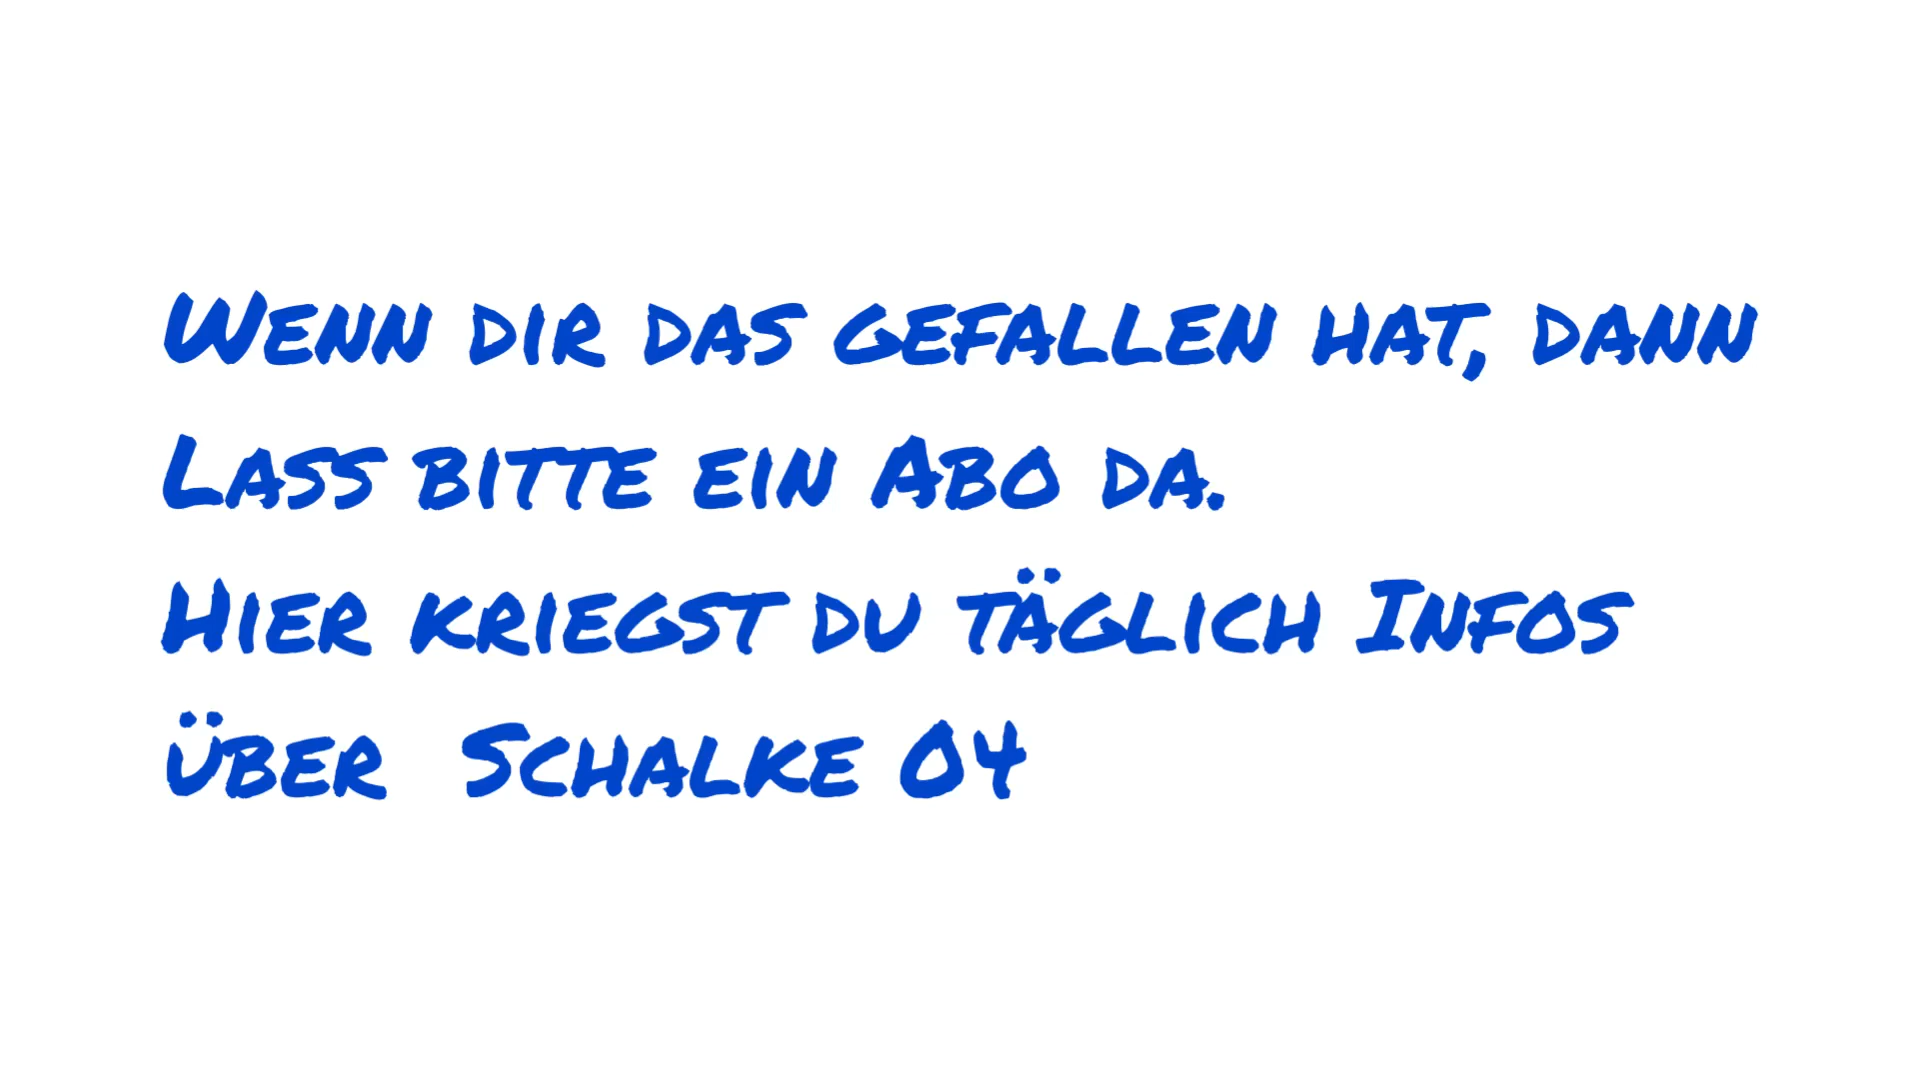 Wenn dir das gefallen hat, dann
Lass bitte ein Abo da.
Hier kriegst du täglich Infos
über  Schalke 04